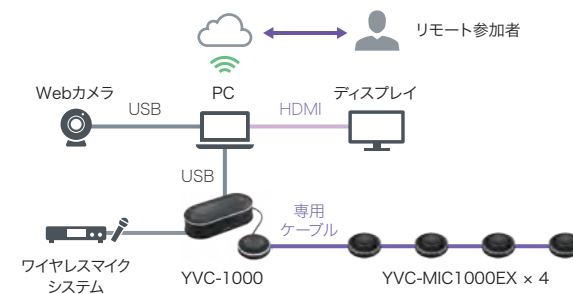 リモート参加者
Webカメラ
PC
ディスプレイ
USB
HDMI
USB
専用
ケーブル
ワイヤレスマイク
システム
YVC-1000
YVC-MIC1000EX × 4